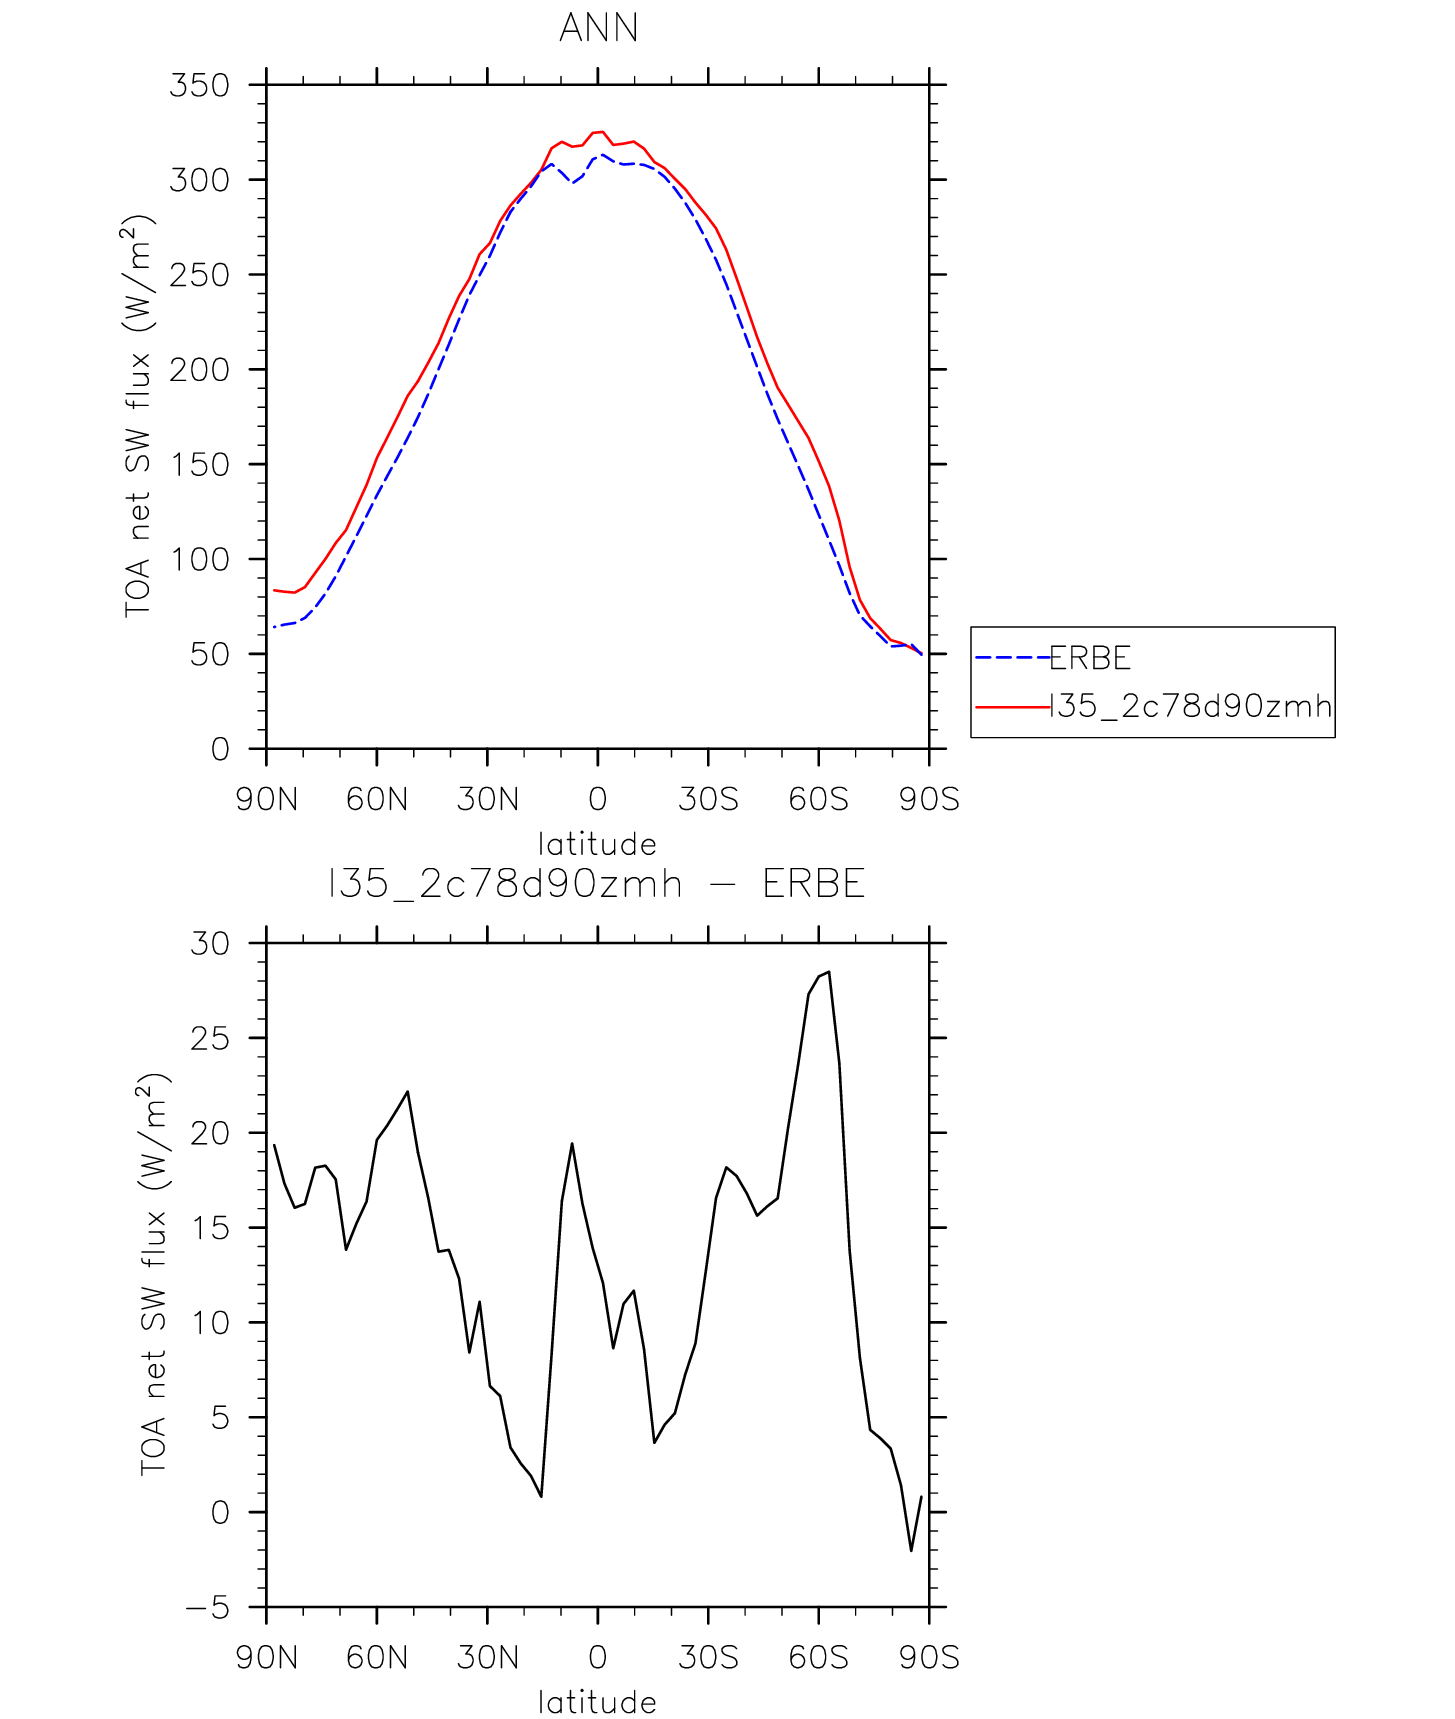 ANN
350
300
250
200
150
100
50
0
TOA net SW flux (W/m²)
90N 60N 30N 0 30S 60S 90S
latitude
ERBE
I35_2c78d90zmh
I35_2c78d90zmh – ERBE
30
25
20
15
10
5
0
–5
TOA net SW flux (W/m²)
90N 60N 30N 0 30S 60S 90S
latitude